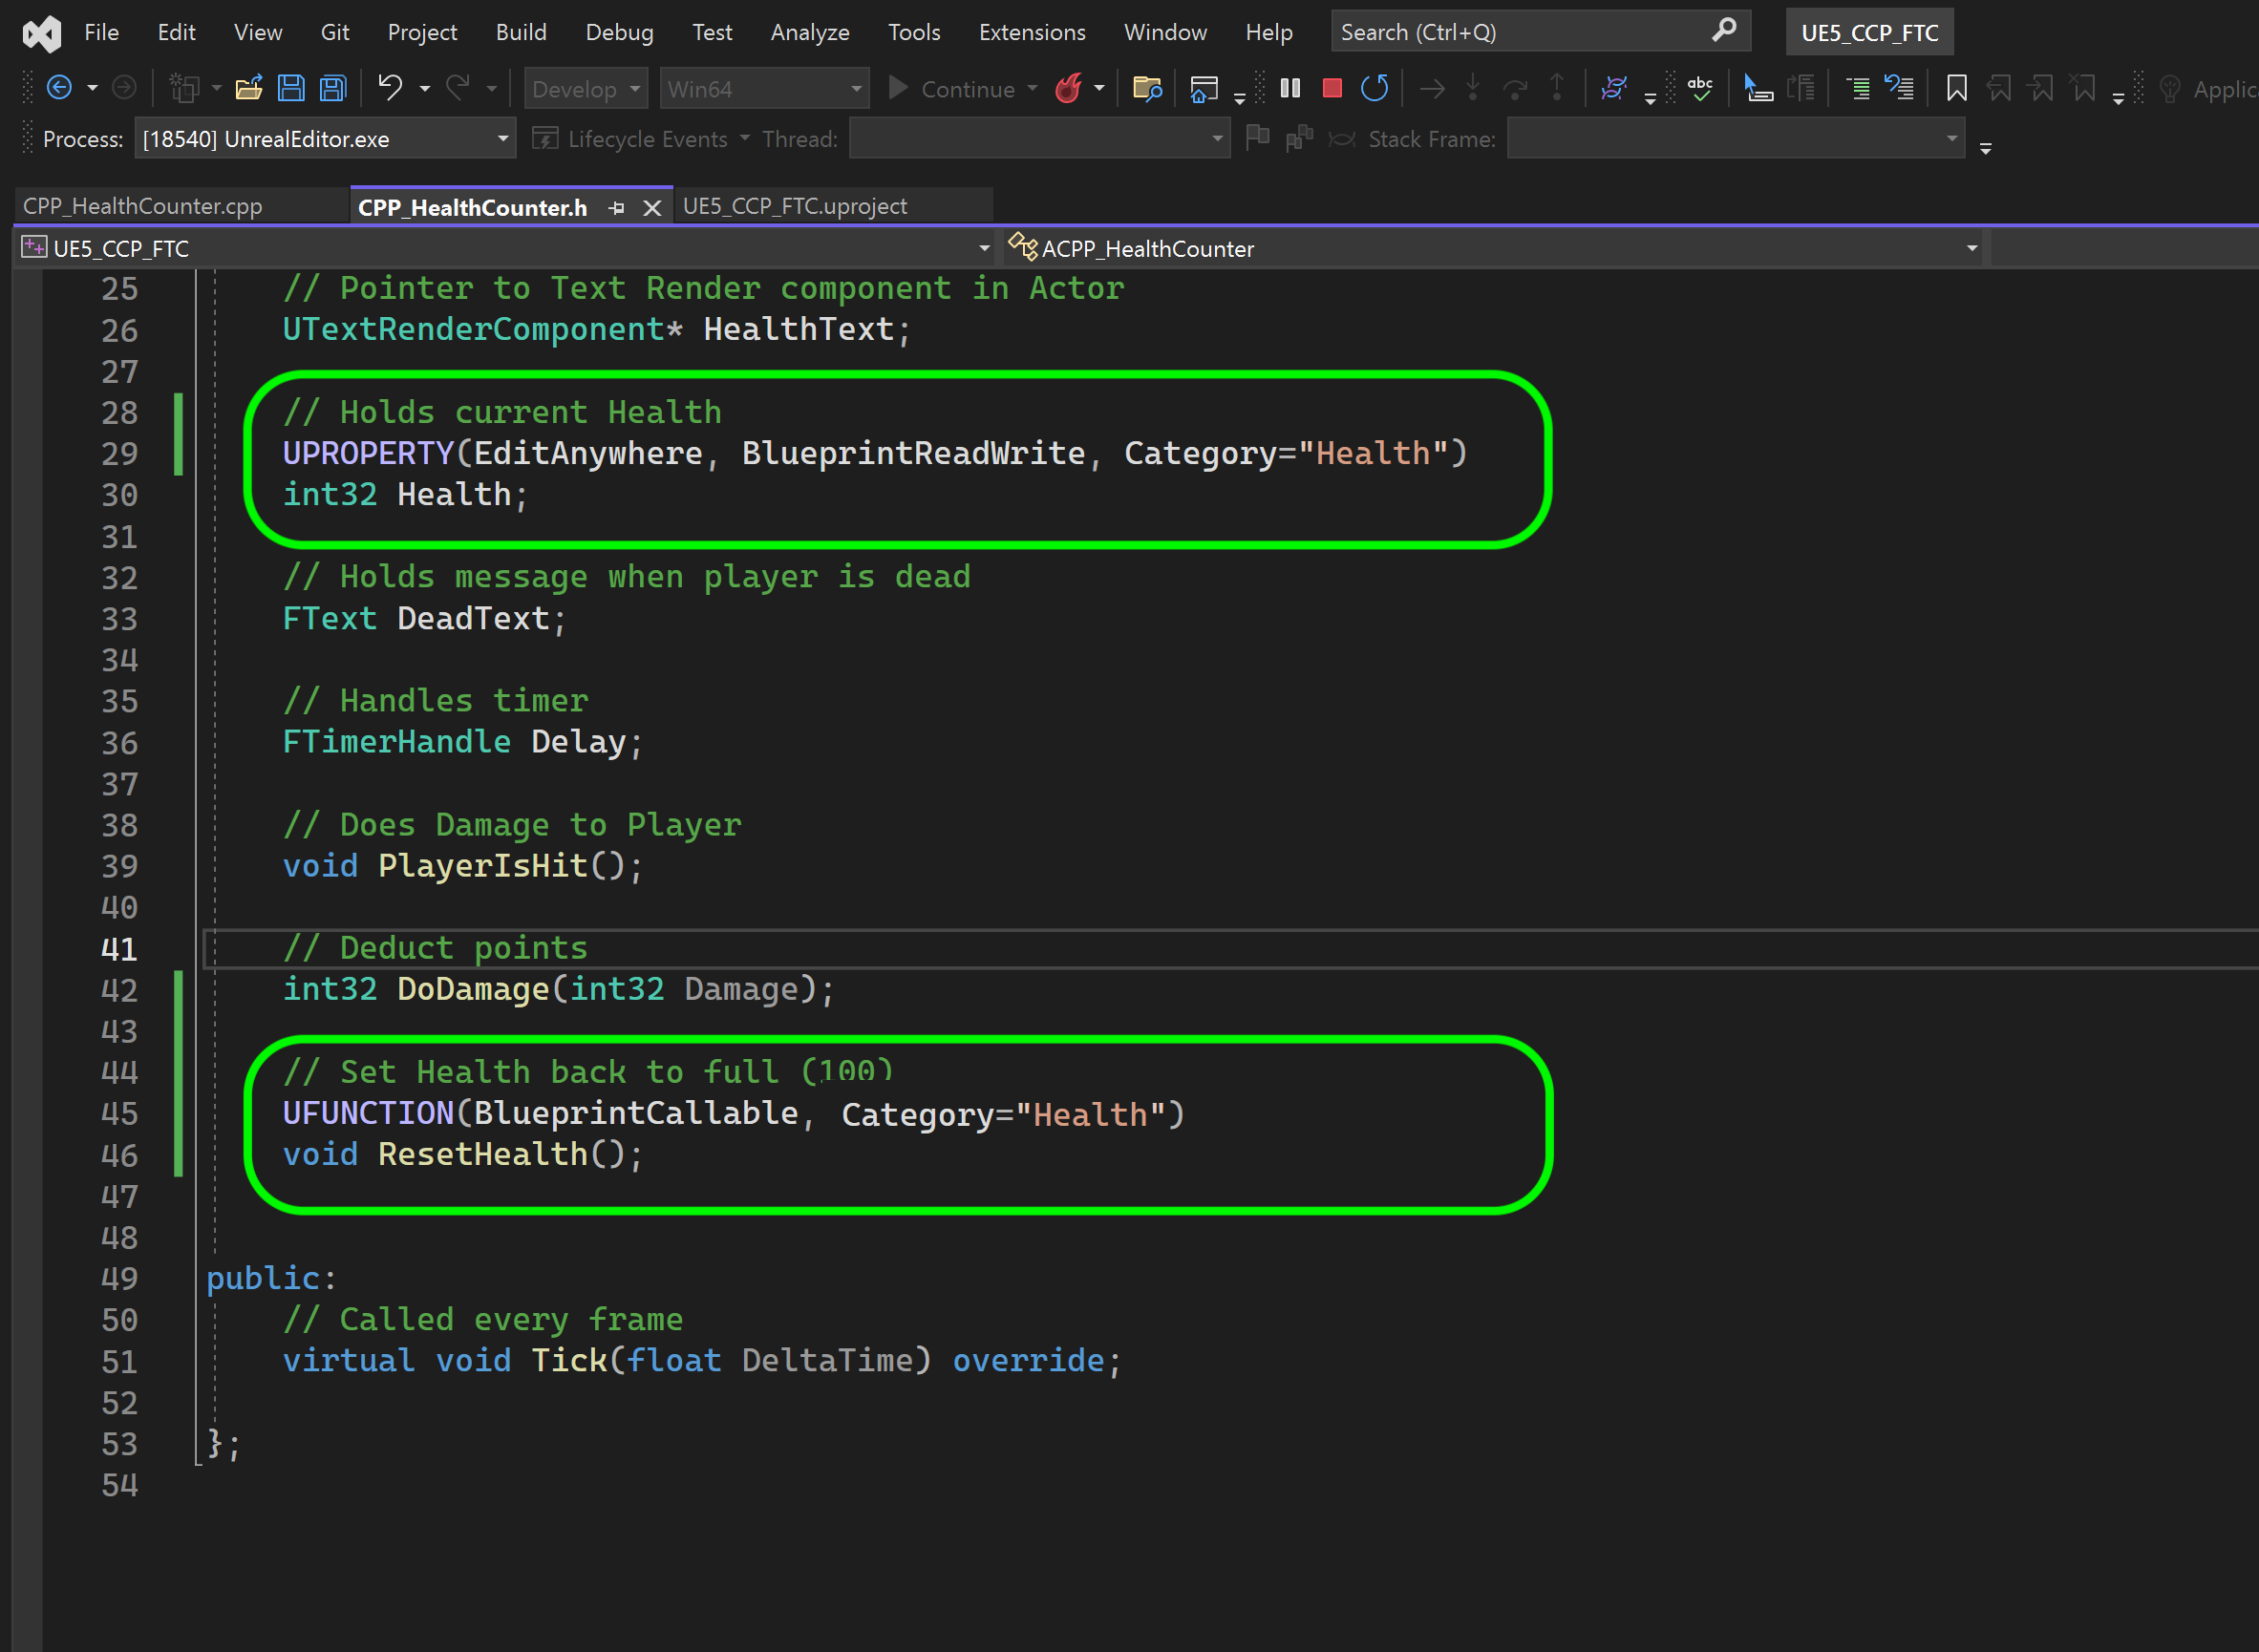 File Edit View Git Project Build Debug Test Analyze Tools Extensions Window Help Search (Ctrl+Q) UE5_CCP_FTC
Develop Win64 Continue abc
Process: [18540] UnrealEditor.exe Lifecycle Events Thread: Stack Frame:
CPP_HealthCounter.cpp CPP_HealthCounter.h UE5_CCP_FTC.uproject
UE5_CCP_FTC ACPP_HealthCounter
25 // Pointer to Text Render component in Actor
26 UTextRenderComponent* HealthText;
27
28 // Holds current Health
29 UPROPERTY(EditAnywhere, BlueprintReadWrite, Category="Health")
30 int32 Health;
31
32 // Holds message when player is dead
33 FText DeadText;
34
35 // Handles timer
36 FTimerHandle Delay;
37
38 // Does Damage to Player
39 void PlayerIsHit();
40
41 // Deduct points
42 int32 DoDamage(int32 Damage);
43
44 // Set Health back to full (100)
45 UFUNCTION(BlueprintCallable, Category="Health")
46 void ResetHealth();
47
48
49 public:
50 // Called every frame
51 virtual void Tick(float DeltaTime) override;
52
53 };
54